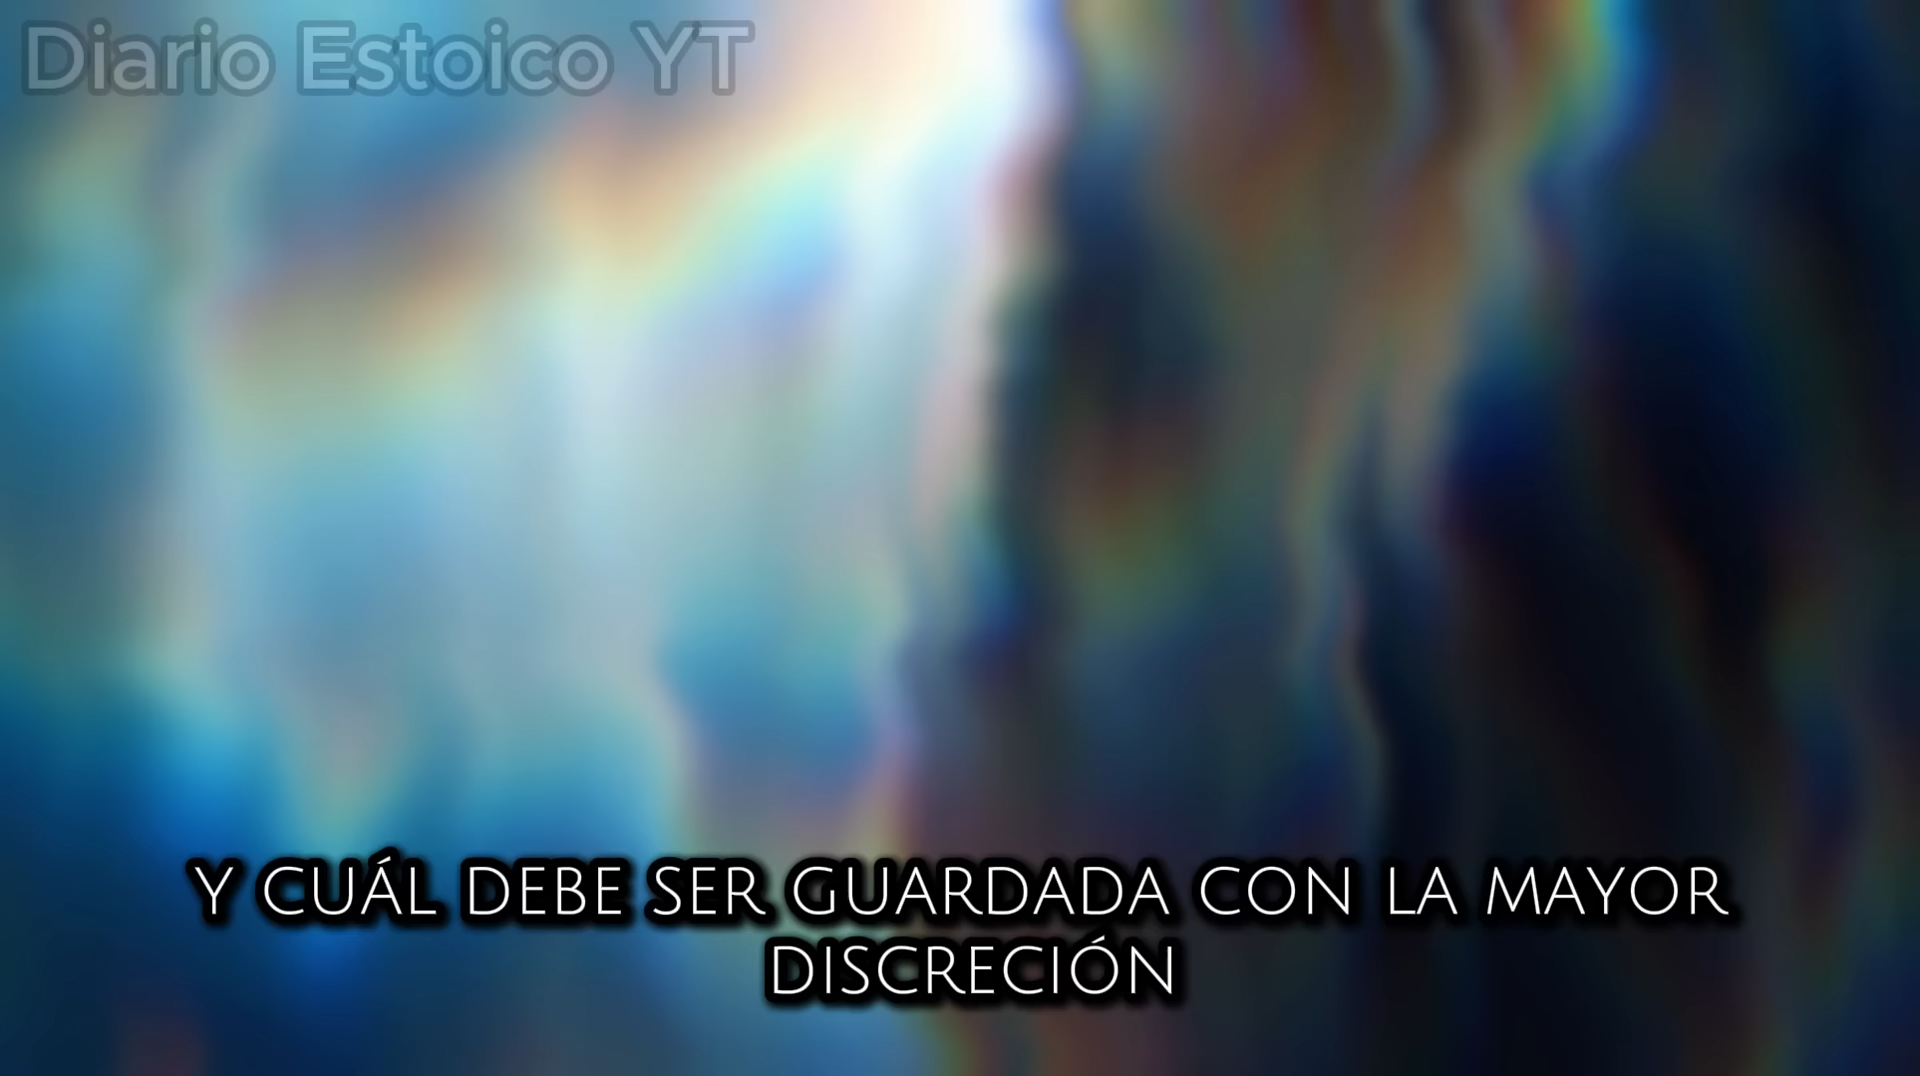 Diario Estoico YT
Y CUÁL DEBE SER GUARDADA CON LA MAYOR
DISCRECIÓN